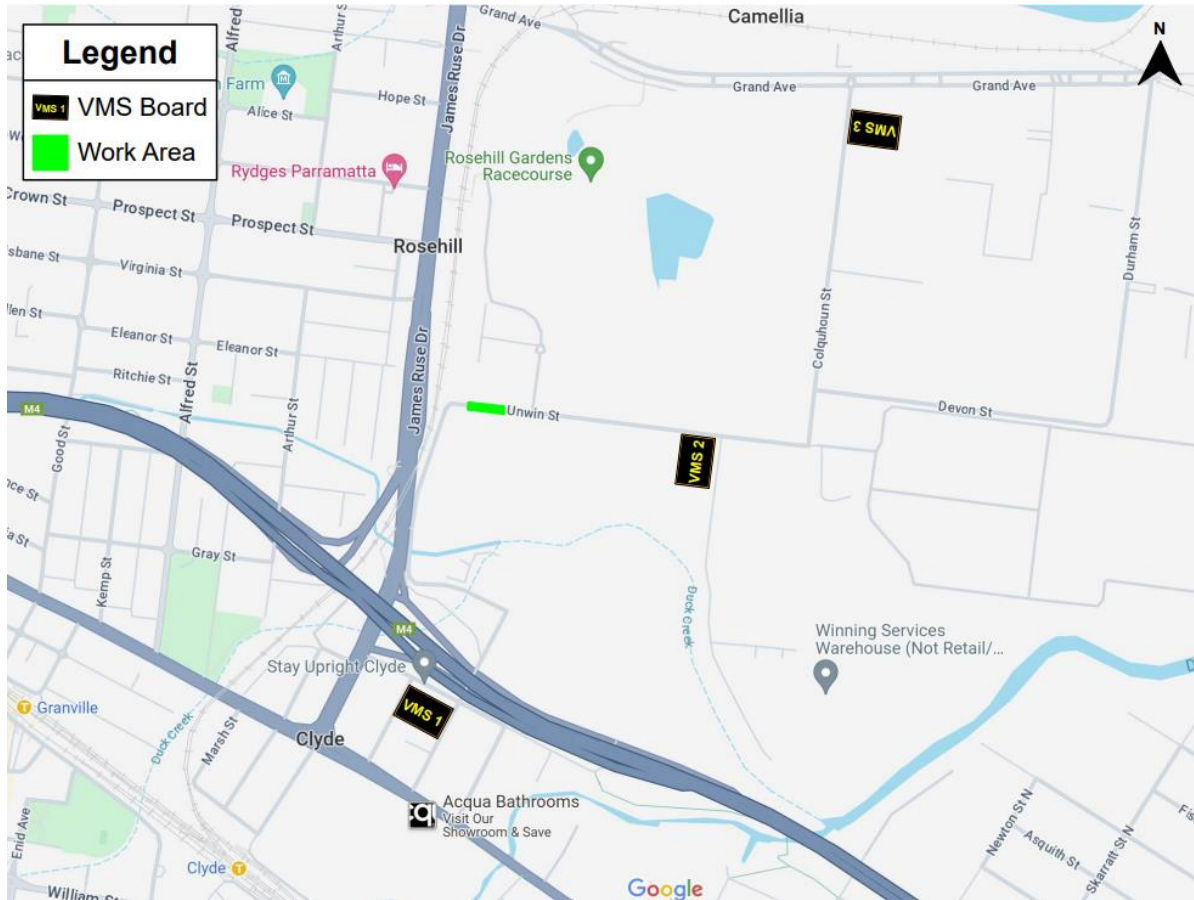 Legend
VMS 1 VMS Board
Work Area
N
Camellia
Grand Ave
Grand Ave
Grand Ave
Alfred
Arthur S
Farm
Hope St
Alice St
James Ruse Dr
VMS 3
Rydges Parramatta
Rosehill Gardens
Racecourse
Crown St
Prospect St
Prospect St
Rosehill
Virginia St
Durham St
Colquhoun St
Eleanor St
Eleanor St
James Ruse Dr
Ritchie St
Alfred St
Arthur St
M4
Good St
Unwin St
Devon St
VMS 2
Gray St
Kemp St
Duck Creek
M4
Stay Upright Clyde
Winning Services
Warehouse (Not Retail/...
VMS 1
Granville
Duck Creek
Marsh St
Clyde
Acqua Bathrooms
Visit Our
Showroom & Save
Enid Ave
Clyde
William St
Newton St N
Asquith St
Skarratt St N
Google